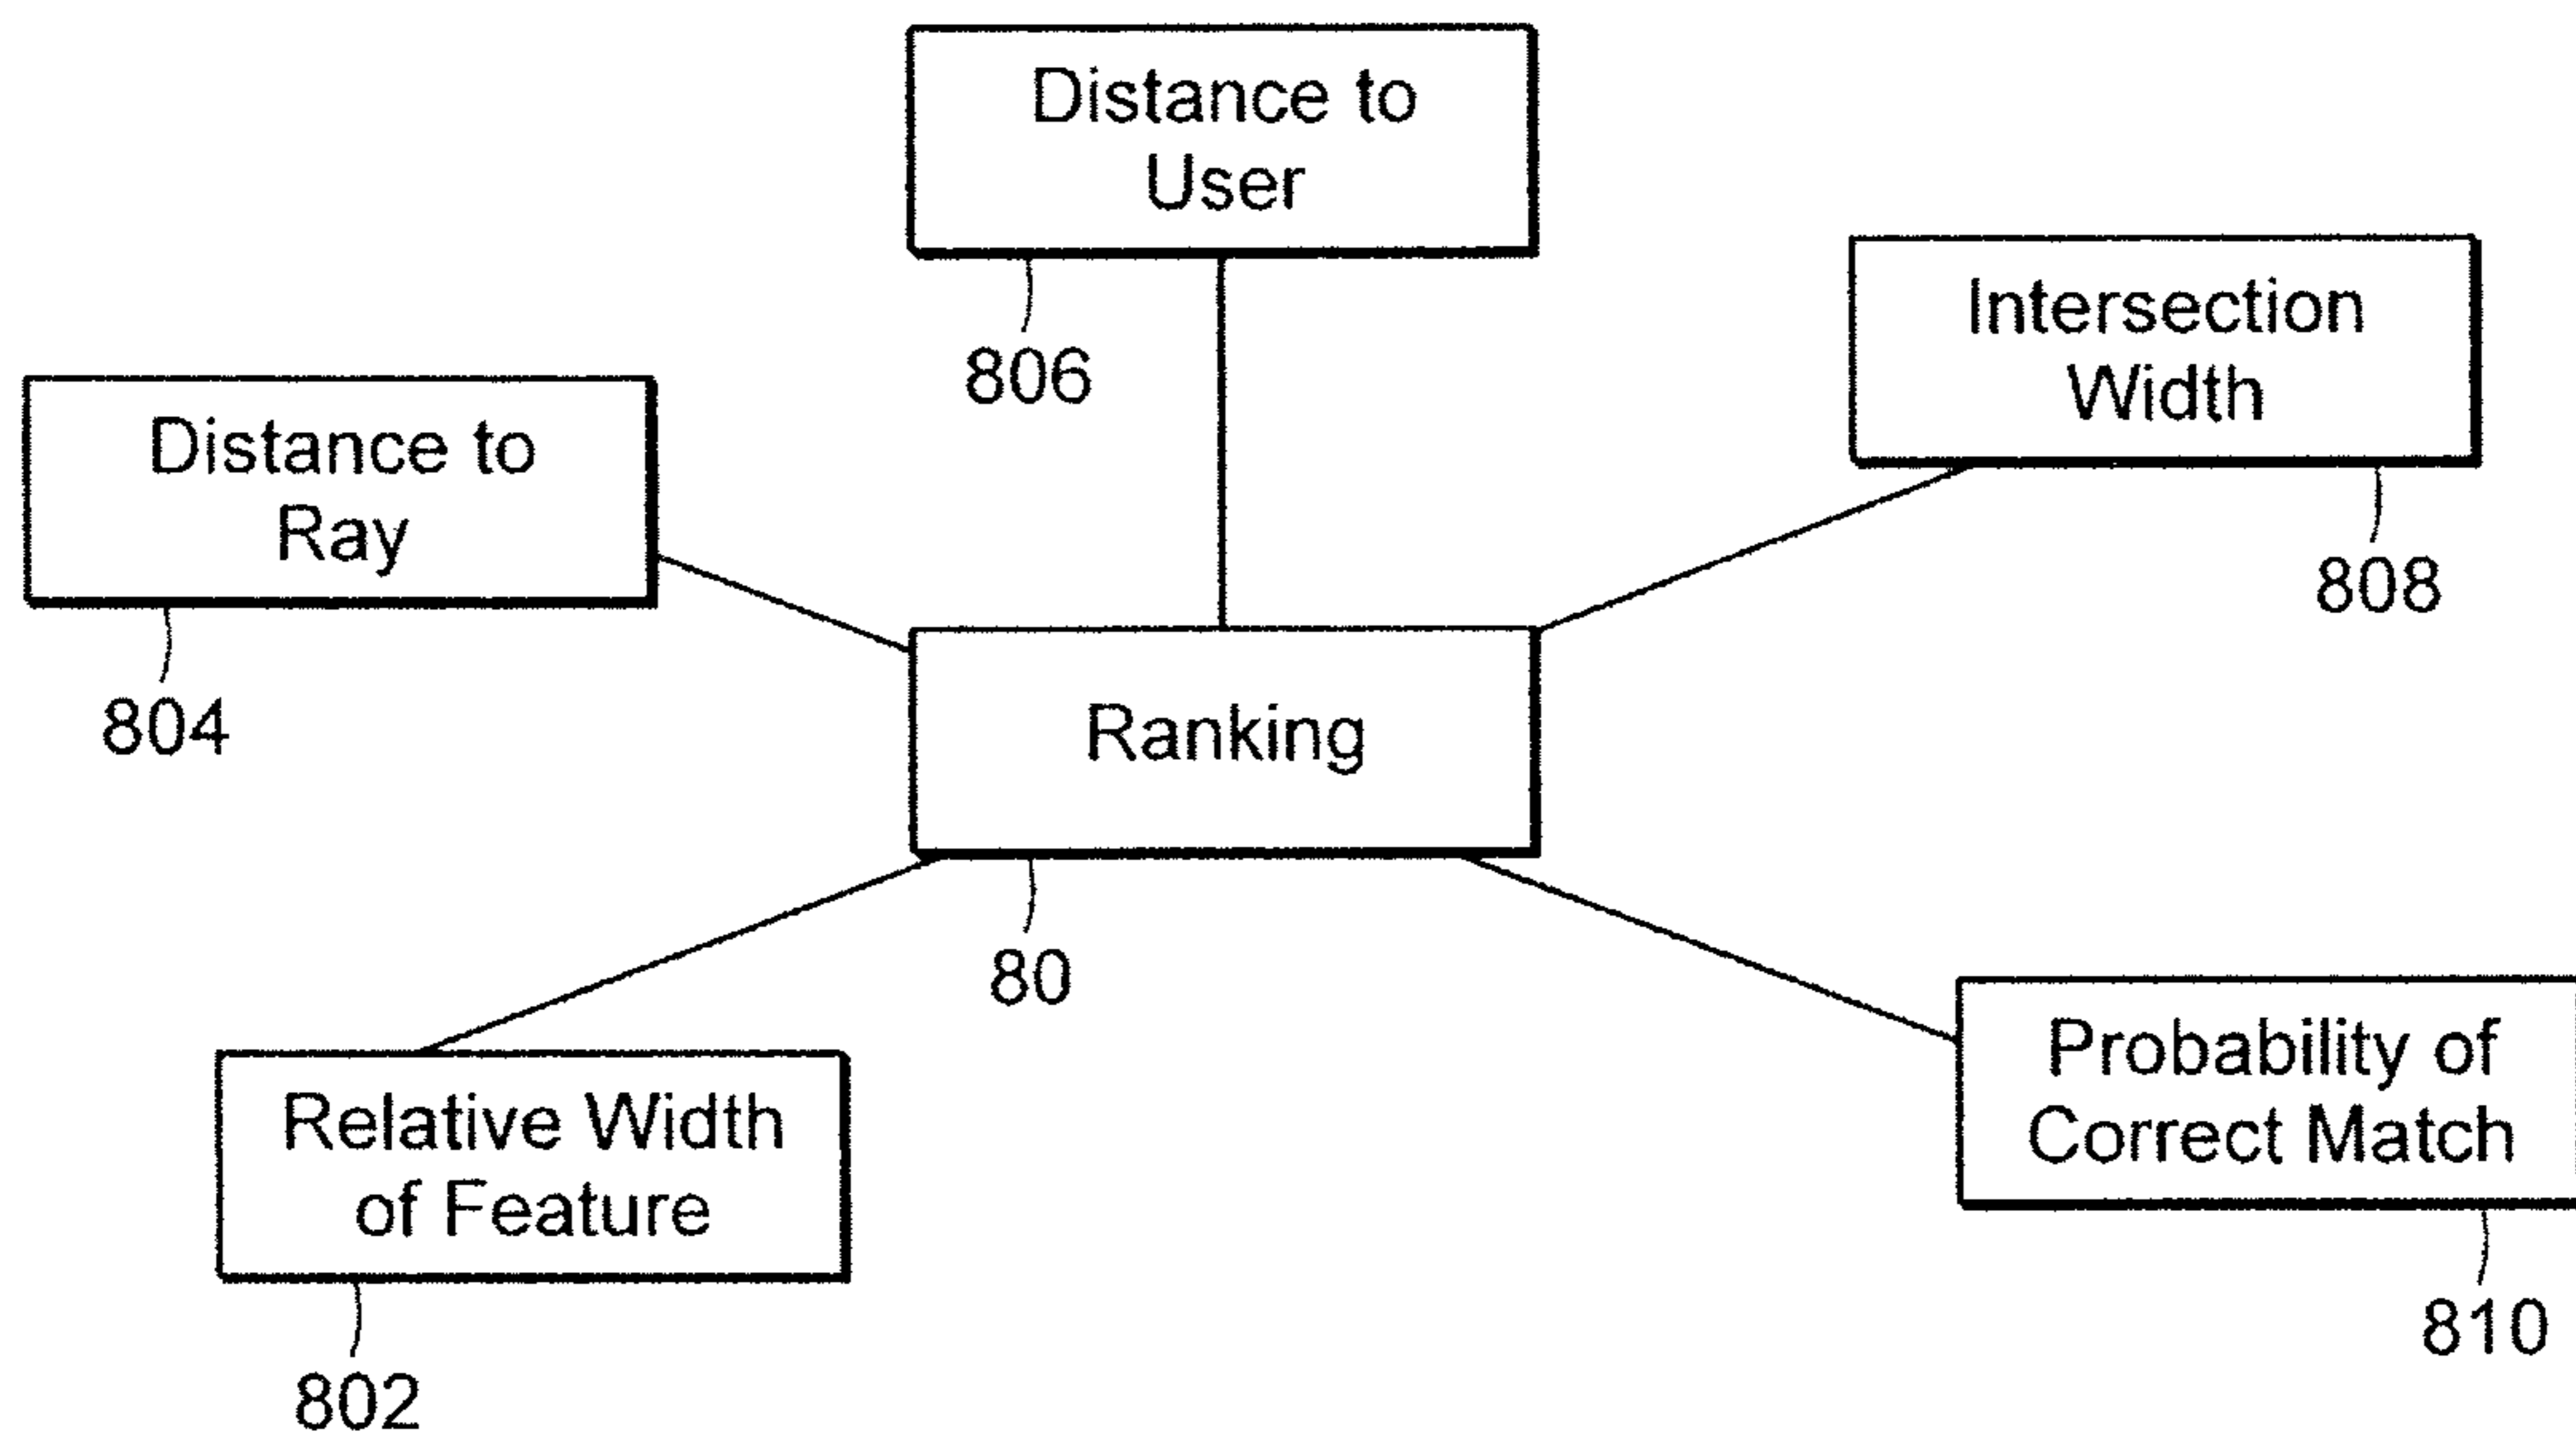 Distance to
User
806
Intersection
Width
808
Distance to
Ray
804
Ranking
80
Relative Width
of Feature
802
Probability of
Correct Match
810